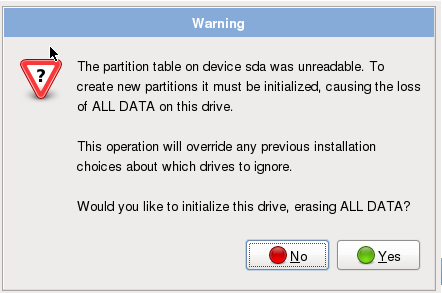 Warning
?
The partition table on device sda was unreadable. To
create new partitions it must be initialized, causing the loss
of ALL DATA on this drive.
This operation will override any previous installation
choices about which drives to ignore.
Would you like to initialize this drive, erasing ALL DATA?
No
Yes